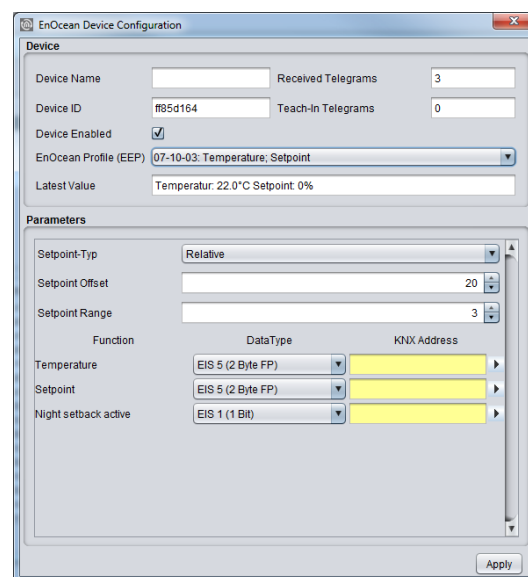 EnOcean Device Configuration
Device
Device Name Received Telegrams 3
Device ID ff85d164 Teach-In Telegrams 0
Device Enabled
EnOcean Profile (EEP) 07-10-03: Temperature; Setpoint
Latest Value Temperatur: 22.0°C Setpoint: 0%
Parameters
Setpoint-Typ Relative
Setpoint Offset 20
Setpoint Range 3
Function DataType KNX Address
Temperature EIS 5 (2 Byte FP)
Setpoint EIS 5 (2 Byte FP)
Night setback active EIS 1 (1 Bit)
Apply